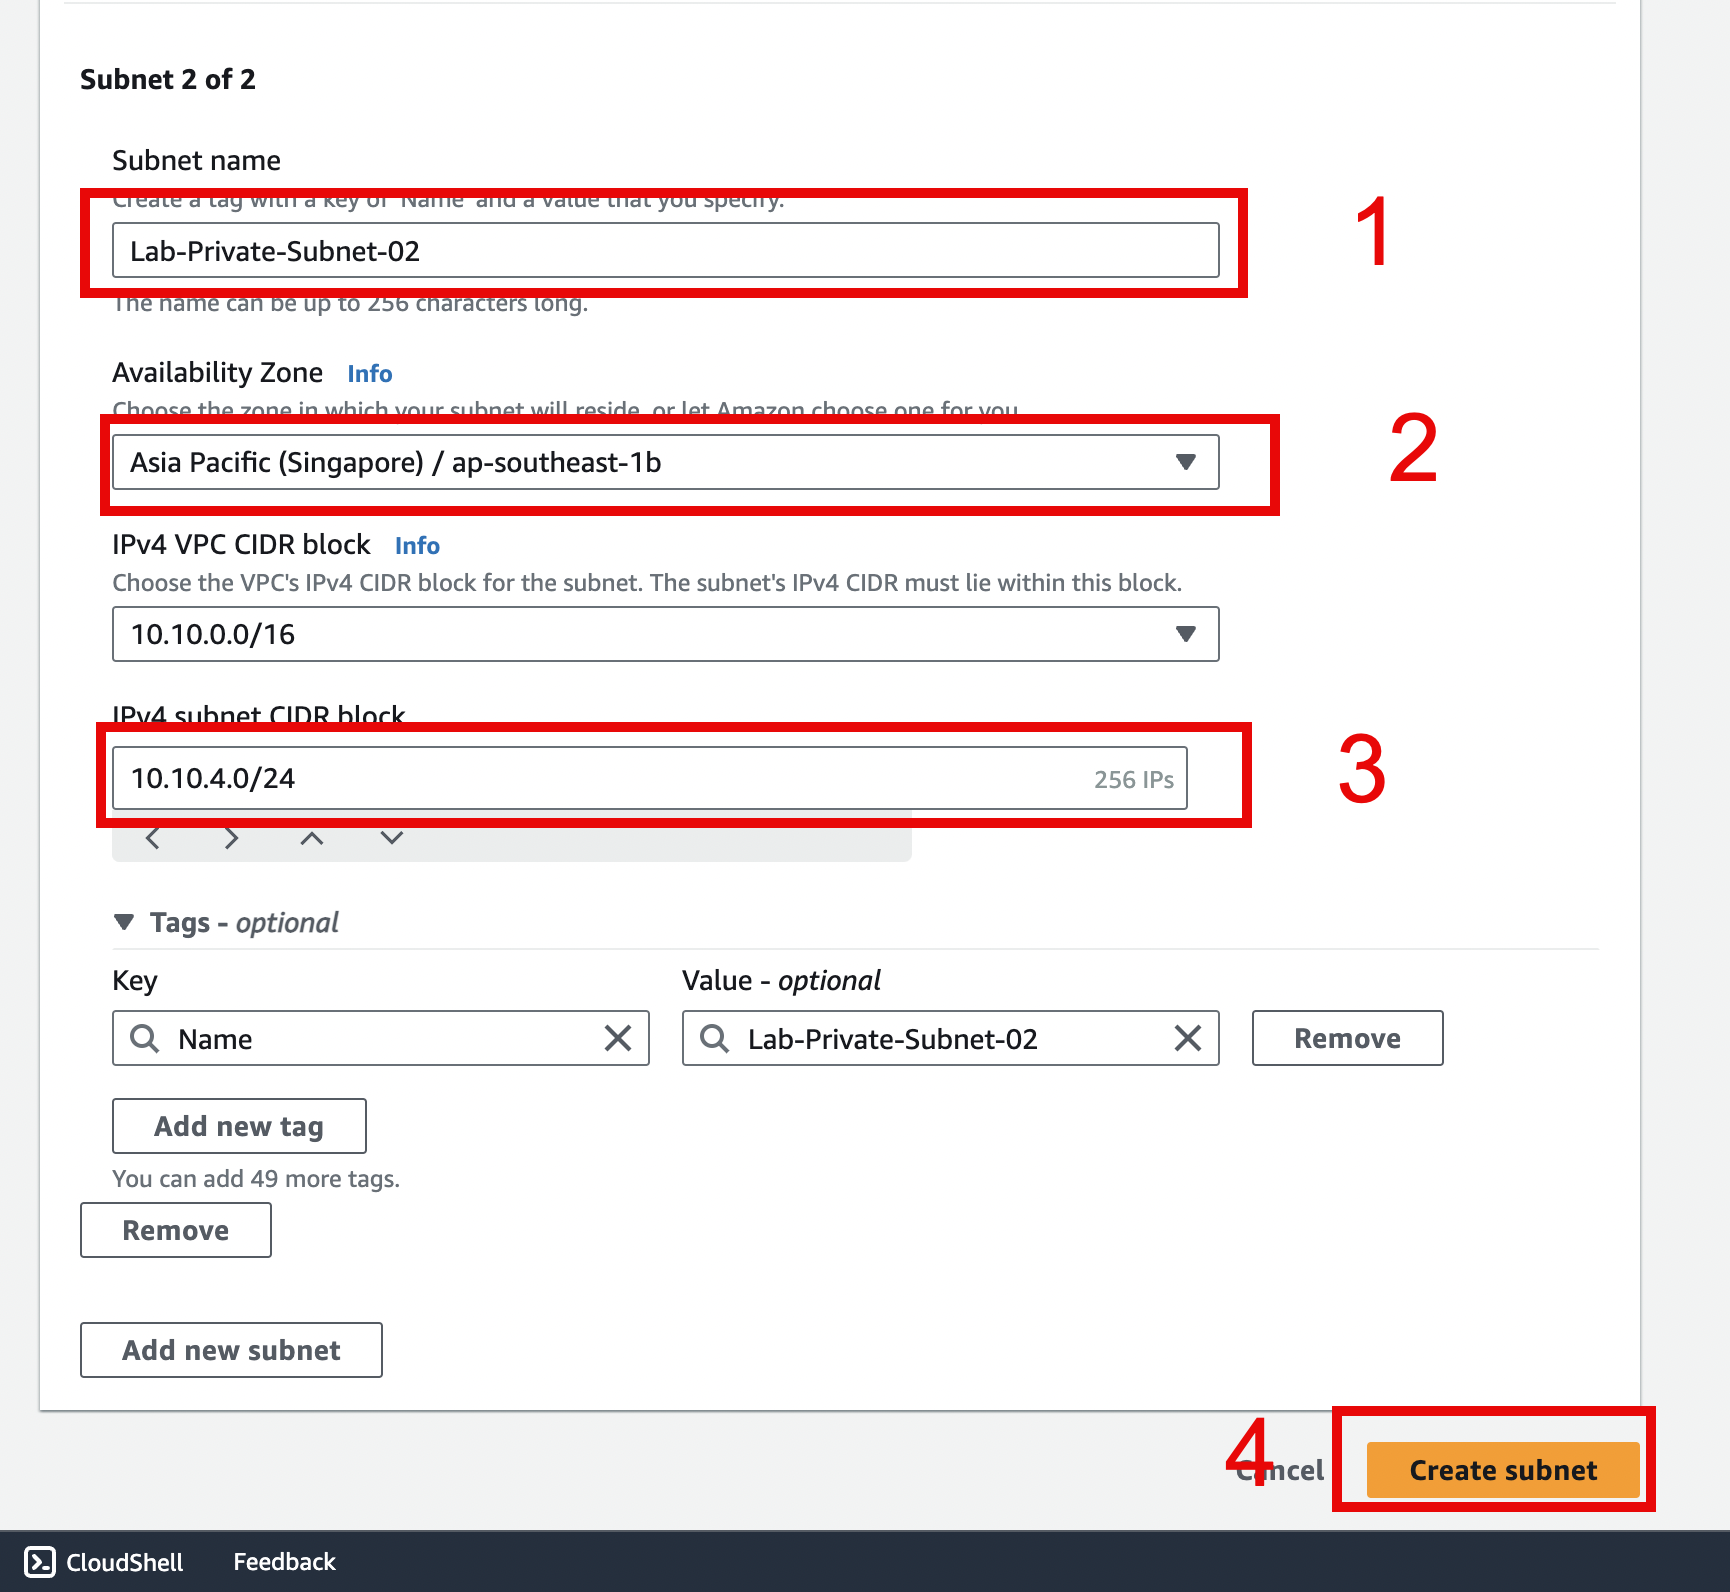 Subnet 2 of 2
Subnet name
Create a tag with a key of 'Name' and a value that you specify.
Lab-Private-Subnet-02
1
The name can be up to 256 characters long.
Availability Zone Info
Choose the zone in which your subnet will reside, or let Amazon choose one for you.
Asia Pacific (Singapore) / ap-southeast-1b
2
IPv4 VPC CIDR block Info
Choose the VPC's IPv4 CIDR block for the subnet. The subnet's IPv4 CIDR must lie within this block.
10.10.0.0/16
IPv4 subnet CIDR block
10.10.4.0/24 256 IPs
3
Tags - optional
Key Value - optional
Name Lab-Private-Subnet-02 Remove
Add new tag
You can add 49 more tags.
Remove
Add new subnet
4
Cancel Create subnet
CloudShell Feedback